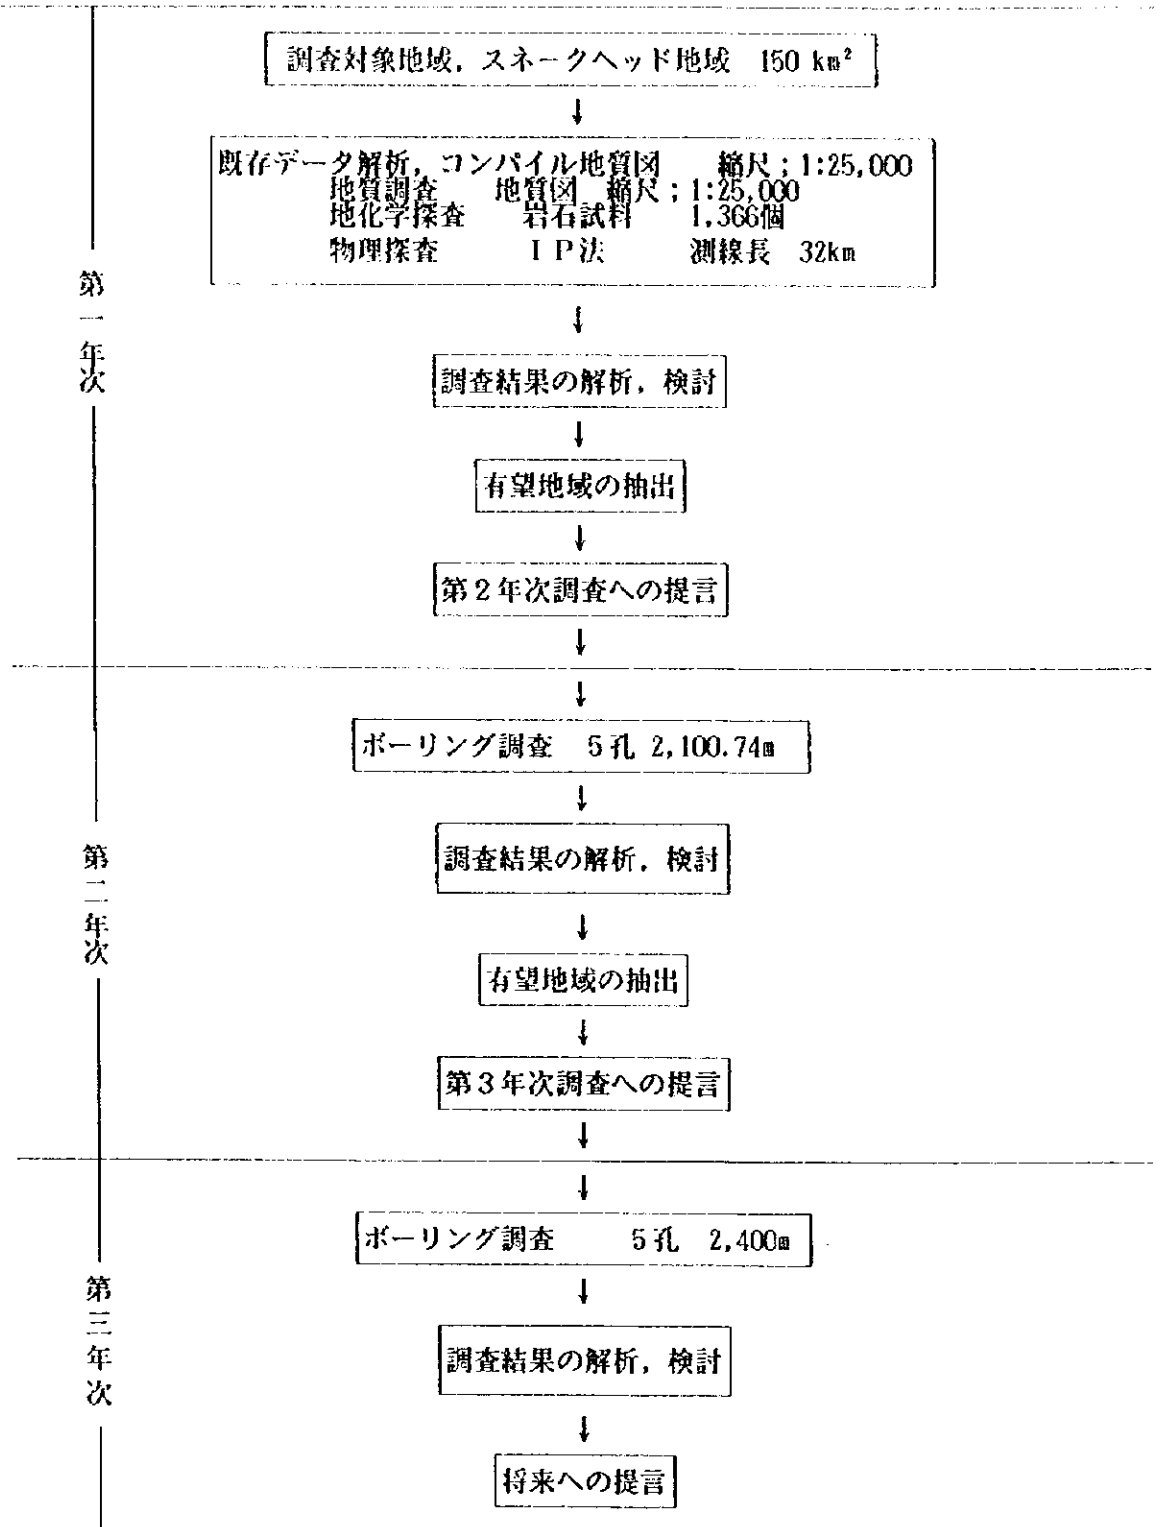 調査対象地域，スネークヘッド地域　150 km²
既存データ解析，コンパイル地質図　縮尺；1:25,000
地質調査　地質図　縮尺；1:25,000
地化学探査　岩石試料　1,366個
物理探査　ＩＰ法　測線長　32km
第一年次
↓
調査結果の解析，検討
↓
有望地域の抽出
↓
第２年次調査への提言
↓
↓
ボーリング調査　５孔　2,100.74m
↓
第二年次
調査結果の解析，検討
↓
有望地域の抽出
↓
第３年次調査への提言
↓
↓
ボーリング調査　５孔　2,400m
↓
第三年次
調査結果の解析，検討
↓
将来への提言